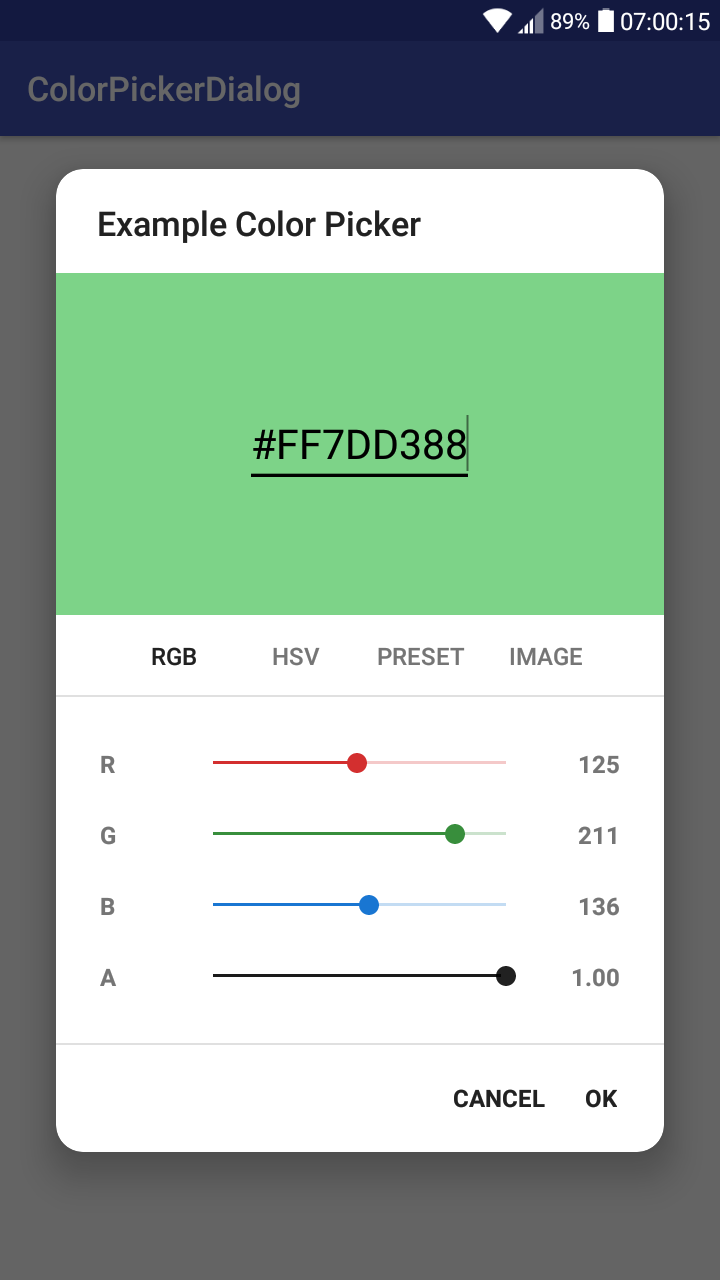 89% 07:00:15
ColorPickerDialog
Example Color Picker
#FF7DD388
RGB HSV PRESET IMAGE
R 125
G 211
B 136
A 1.00
CANCEL OK